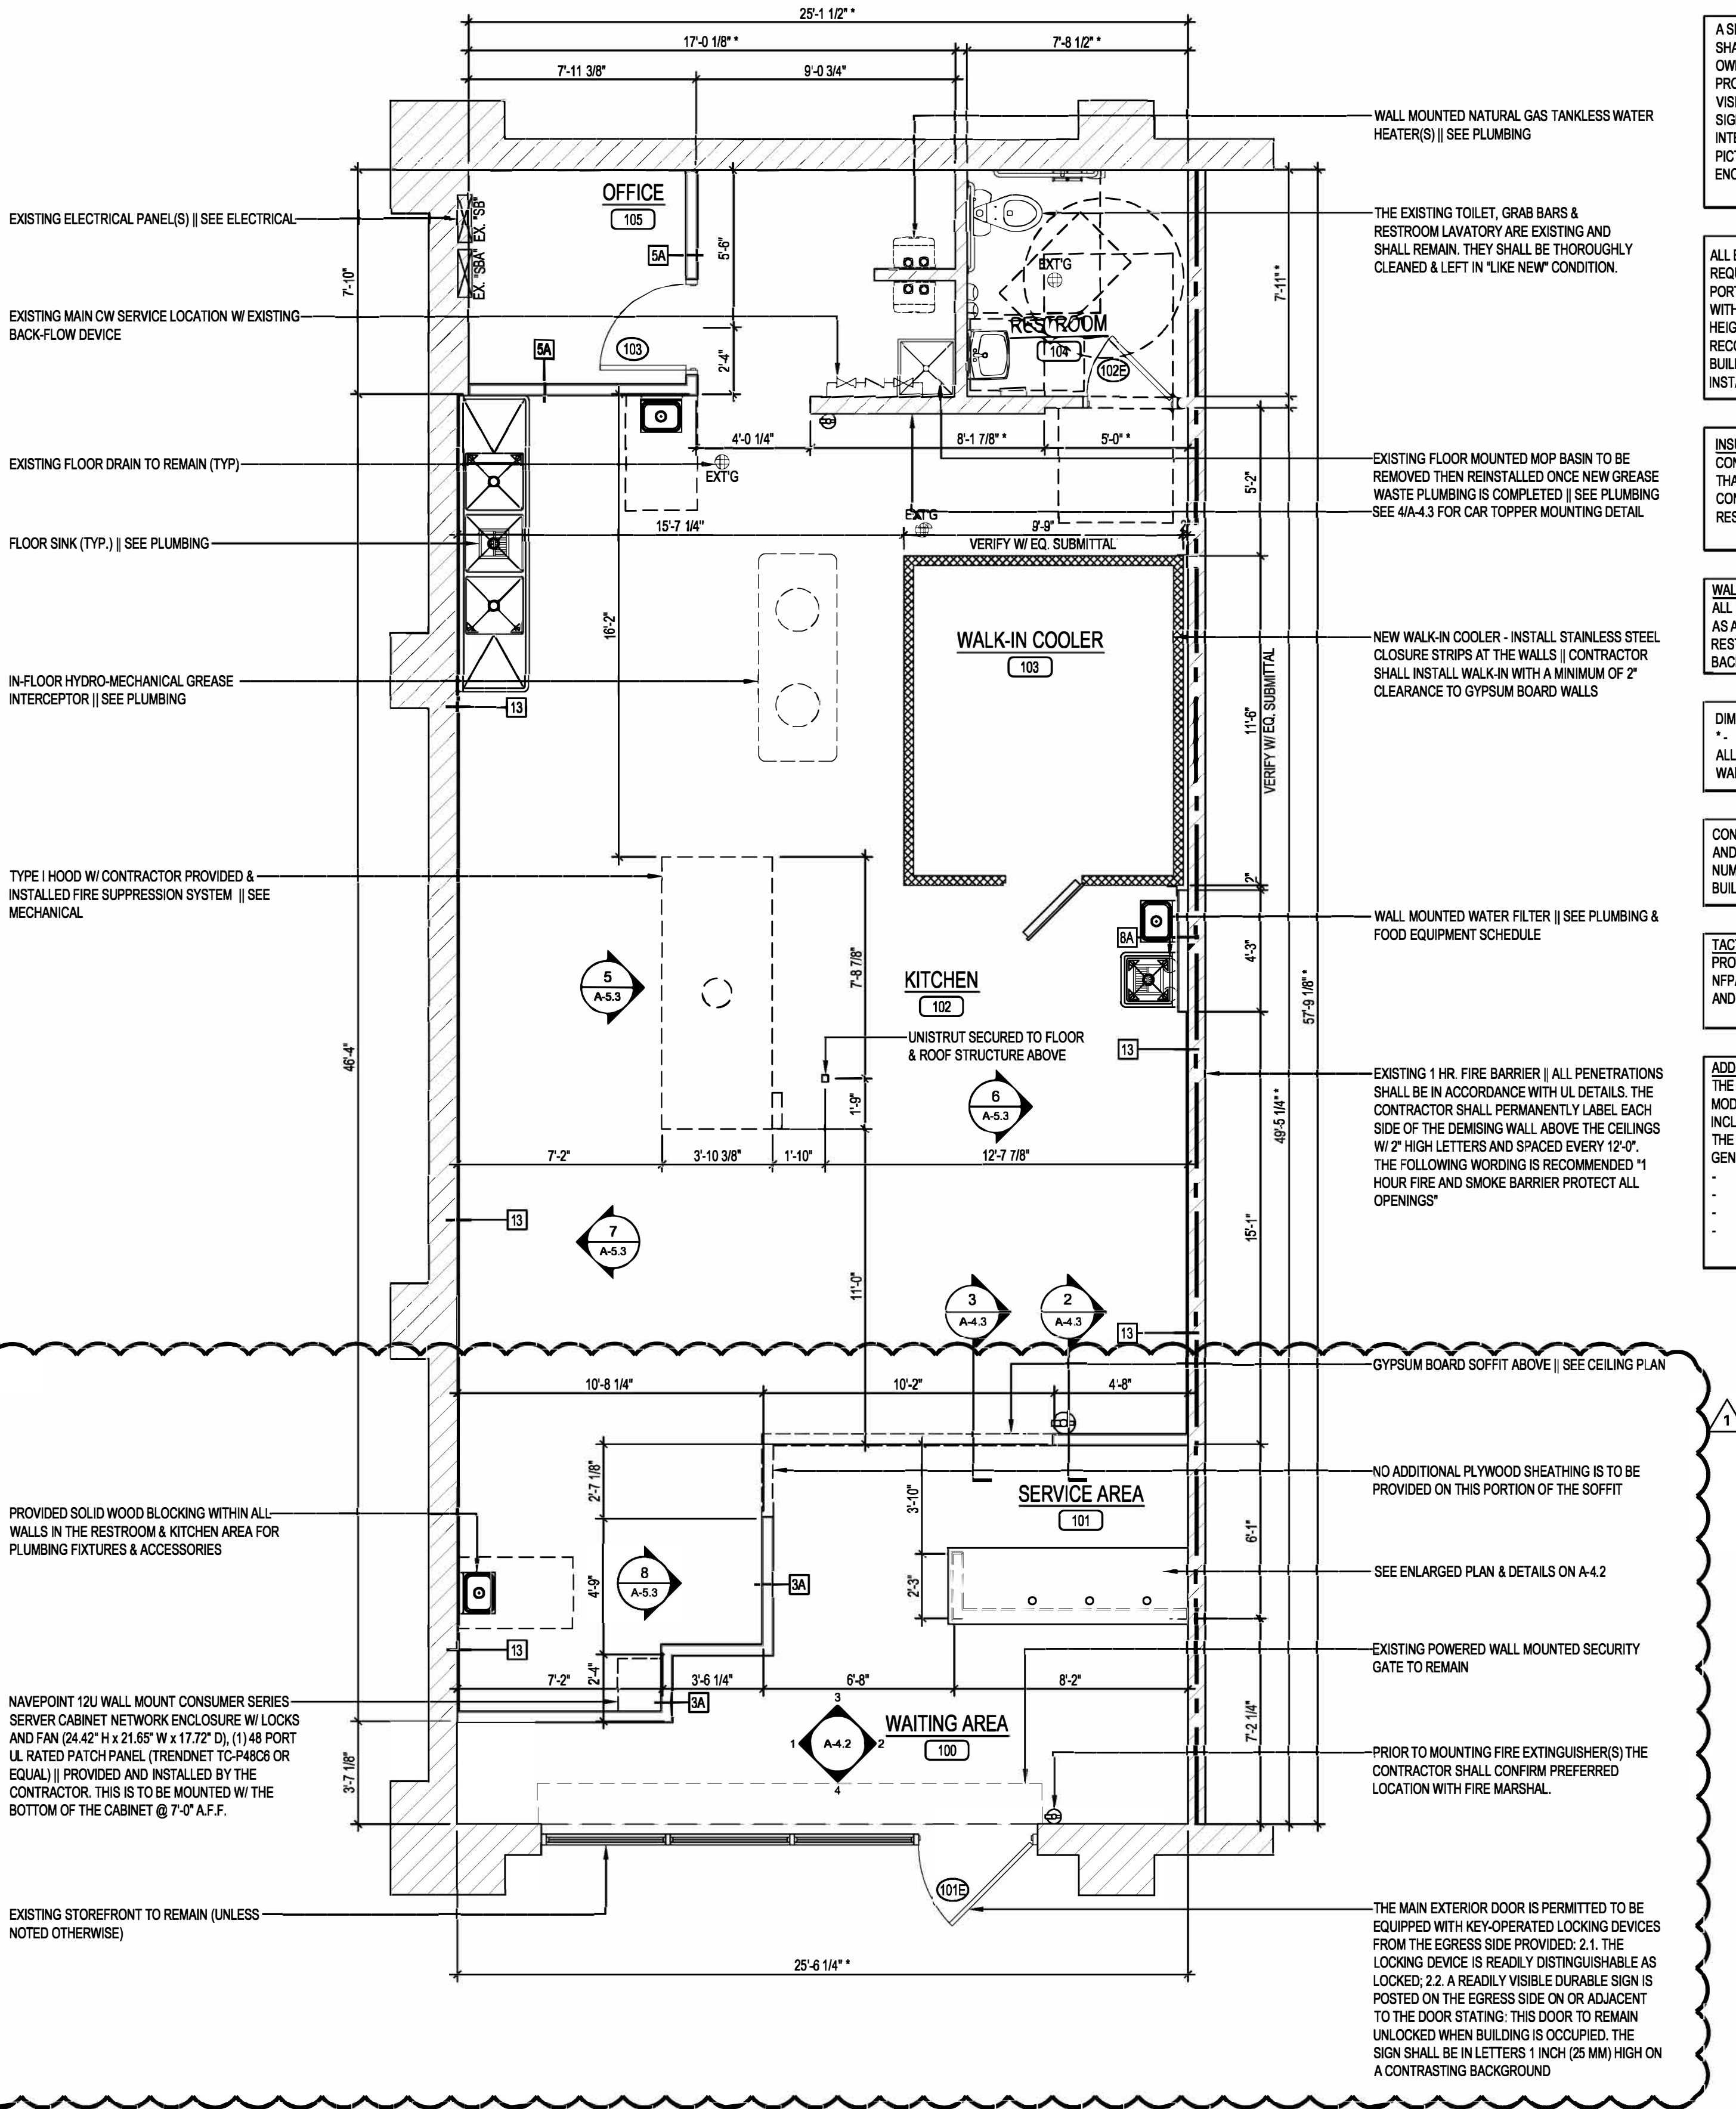 25'-1 1/2" *
17'-0 1/8" *
7'-8 1/2" *
7'-11 3/8"
9'-0 3/4"
WALL MOUNTED NATURAL GAS TANKLESS WATER
HEATER(S) || SEE PLUMBING
OFFICE
105
EX. "SB"
EX. "SBA"
5A
5'-6"
7'-10"
2'-4"
103
5A
EXISTING ELECTRICAL PANEL(S) || SEE ELECTRICAL
EXISTING MAIN CW SERVICE LOCATION W/ EXISTING
BACK-FLOW DEVICE
THE EXISTING TOILET, GRAB BARS &
RESTROOM LAVATORY ARE EXISTING AND
SHALL REMAIN. THEY SHALL BE THOROUGHLY
CLEANED & LEFT IN "LIKE NEW" CONDITION.
EXT'G
RESTROOM
104
102E
7'-11" *
EXISTING FLOOR DRAIN TO REMAIN (TYP)
EXT'G
4'-0 1/4"
8'-1 7/8" *
5'-0" *
5'-2"
EXISTING FLOOR MOUNTED MOP BASIN TO BE
REMOVED THEN REINSTALLED ONCE NEW GREASE
WASTE PLUMBING IS COMPLETED || SEE PLUMBING
SEE 4/A-4.3 FOR CAR TOPPER MOUNTING DETAIL
EXT'G
15'-7 1/4"
9'-9"
2"
VERIFY W/ EQ. SUBMITTAL
FLOOR SINK (TYP.) || SEE PLUMBING
16'-2"
WALK-IN COOLER
103
NEW WALK-IN COOLER - INSTALL STAINLESS STEEL
CLOSURE STRIPS AT THE WALLS || CONTRACTOR
SHALL INSTALL WALK-IN WITH A MINIMUM OF 2"
CLEARANCE TO GYPSUM BOARD WALLS
IN-FLOOR HYDRO-MECHANICAL GREASE
INTERCEPTOR || SEE PLUMBING
13
11'-6"
VERIFY W/ EQ. SUBMITTAL
TYPE I HOOD W/ CONTRACTOR PROVIDED &
INSTALLED FIRE SUPPRESSION SYSTEM || SEE
MECHANICAL
2"
WALL MOUNTED WATER FILTER || SEE PLUMBING &
FOOD EQUIPMENT SCHEDULE
8A
4'-3"
5
A-5.3
7'-8 7/8"
KITCHEN
102
57'-9 1/8" *
UNISTRUT SECURED TO FLOOR
& ROOF STRUCTURE ABOVE
13
46'-4"
1'-9"
6
A-5.3
EXISTING 1 HR. FIRE BARRIER || ALL PENETRATIONS
SHALL BE IN ACCORDANCE WITH UL DETAILS. THE
CONTRACTOR SHALL PERMANENTLY LABEL EACH
SIDE OF THE DEMISING WALL ABOVE THE CEILINGS
W/ 2" HIGH LETTERS AND SPACED EVERY 12'-0".
THE FOLLOWING WORDING IS RECOMMENDED "1
HOUR FIRE AND SMOKE BARRIER PROTECT ALL
OPENINGS"
49'-5 1/4" *
7'-2"
3'-10 3/8"
1'-10"
12'-7 7/8"
13
7
A-5.3
15'-1"
11'-0"
3
A-4.3
2
A-4.3
13
GYPSUM BOARD SOFFIT ABOVE || SEE CEILING PLAN
10'-8 1/4"
10'-2"
4'-8"
1
2'-7 1/8"
3'-10"
SERVICE AREA
101
NO ADDITIONAL PLYWOOD SHEATHING IS TO BE
PROVIDED ON THIS PORTION OF THE SOFFIT
PROVIDED SOLID WOOD BLOCKING WITHIN ALL
WALLS IN THE RESTROOM & KITCHEN AREA FOR
PLUMBING FIXTURES & ACCESSORIES
6'-1"
8
A-5.3
4'-9"
3A
2'-3"
SEE ENLARGED PLAN & DETAILS ON A-4.2
13
EXISTING POWERED WALL MOUNTED SECURITY
GATE TO REMAIN
7'-2"
2'-4"
3'-6 1/4"
6'-8"
8'-2"
3A
NAVEPOINT 12U WALL MOUNT CONSUMER SERIES
SERVER CABINET NETWORK ENCLOSURE W/ LOCKS
AND FAN (24.42" H x 21.65" W x 17.72" D), (1) 48 PORT
UL RATED PATCH PANEL (TRENDNET TC-P48C6 OR
EQUAL) || PROVIDED AND INSTALLED BY THE
CONTRACTOR. THIS IS TO BE MOUNTED W/ THE
BOTTOM OF THE CABINET @ 7'-0" A.F.F.
3
1
A-4.2
2
4
WAITING AREA
100
7'-2 1/4"
3'-7 1/8"
PRIOR TO MOUNTING FIRE EXTINGUISHER(S) THE
CONTRACTOR SHALL CONFIRM PREFERRED
LOCATION WITH FIRE MARSHAL.
101E
EXISTING STOREFRONT TO REMAIN (UNLESS
NOTED OTHERWISE)
25'-6 1/4" *
THE MAIN EXTERIOR DOOR IS PERMITTED TO BE
EQUIPPED WITH KEY-OPERATED LOCKING DEVICES
FROM THE EGRESS SIDE PROVIDED: 2.1. THE
LOCKING DEVICE IS READILY DISTINGUISHABLE AS
LOCKED; 2.2. A READILY VISIBLE DURABLE SIGN IS
POSTED ON THE EGRESS SIDE ON OR ADJACENT
TO THE DOOR STATING: THIS DOOR TO REMAIN
UNLOCKED WHEN BUILDING IS OCCUPIED. THE
SIGN SHALL BE IN LETTERS 1 INCH (25 MM) HIGH ON
A CONTRASTING BACKGROUND